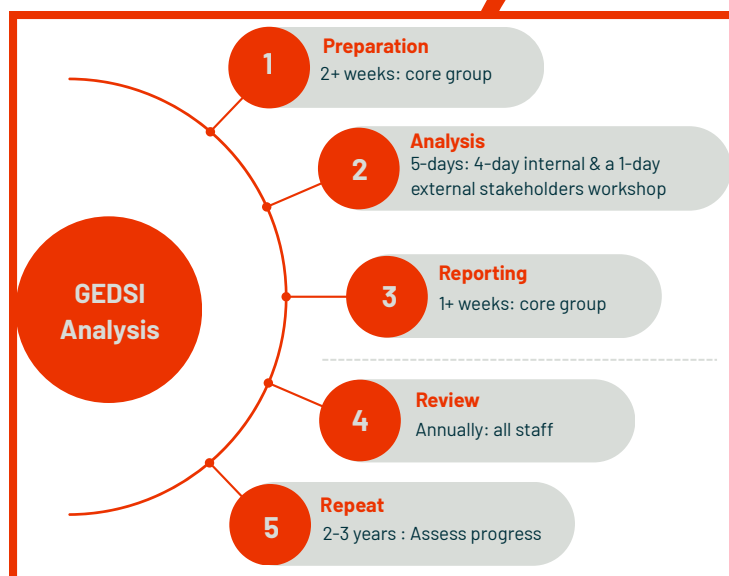 GEDSI
Analysis
1
Preparation
2+ weeks: core group
2
Analysis
5-days: 4-day internal & a 1-day
external stakeholders workshop
3
Reporting
1+ weeks: core group
4
Review
Annually: all staff
5
Repeat
2-3 years : Assess progress